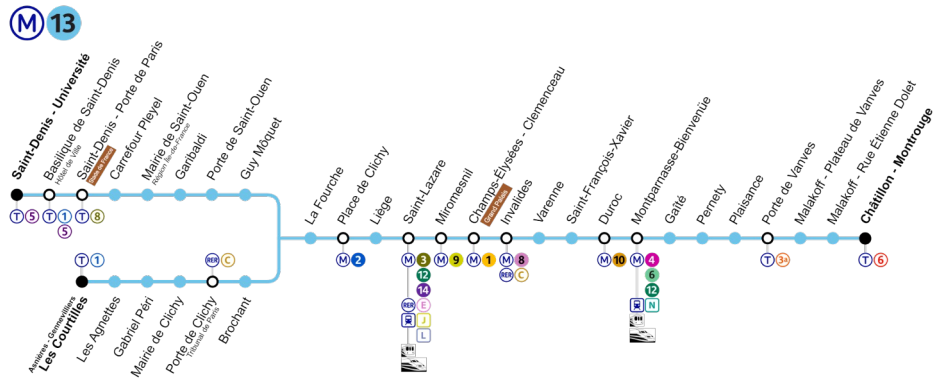 M 13
Saint-Denis - Université
T 5
Basilique de Saint-Denis
Hôtel de Ville
T 1
5
Saint-Denis - Porte de Paris
Stade de France
T 8
Carrefour Pleyel
Mairie de Saint-Ouen
Région Île-de-France
Garibaldi
Porte de Saint-Ouen
Guy Môquet
Asnières - Gennevilliers
Les Courtilles
T 1
Les Agnettes
Gabriel Péri
Mairie de Clichy
Porte de Clichy
Tribunal de Paris
RER C
Brochant
La Fourche
Place de Clichy
M 2
Liège
Saint-Lazare
M 3
12
14
RER E
J
L
Miromesnil
M 9
Champs-Élysées - Clemenceau
Grand Palais
M 1
Invalides
M 8
RER C
Varenne
Saint-François-Xavier
Duroc
M 10
Montparnasse-Bienvenüe
M 4
6
12
N
Gaîté
Pernety
Plaisance
Porte de Vanves
T 3a
Malakoff - Plateau de Vanves
Malakoff - Rue Étienne Dolet
Châtillon - Montrouge
T 6